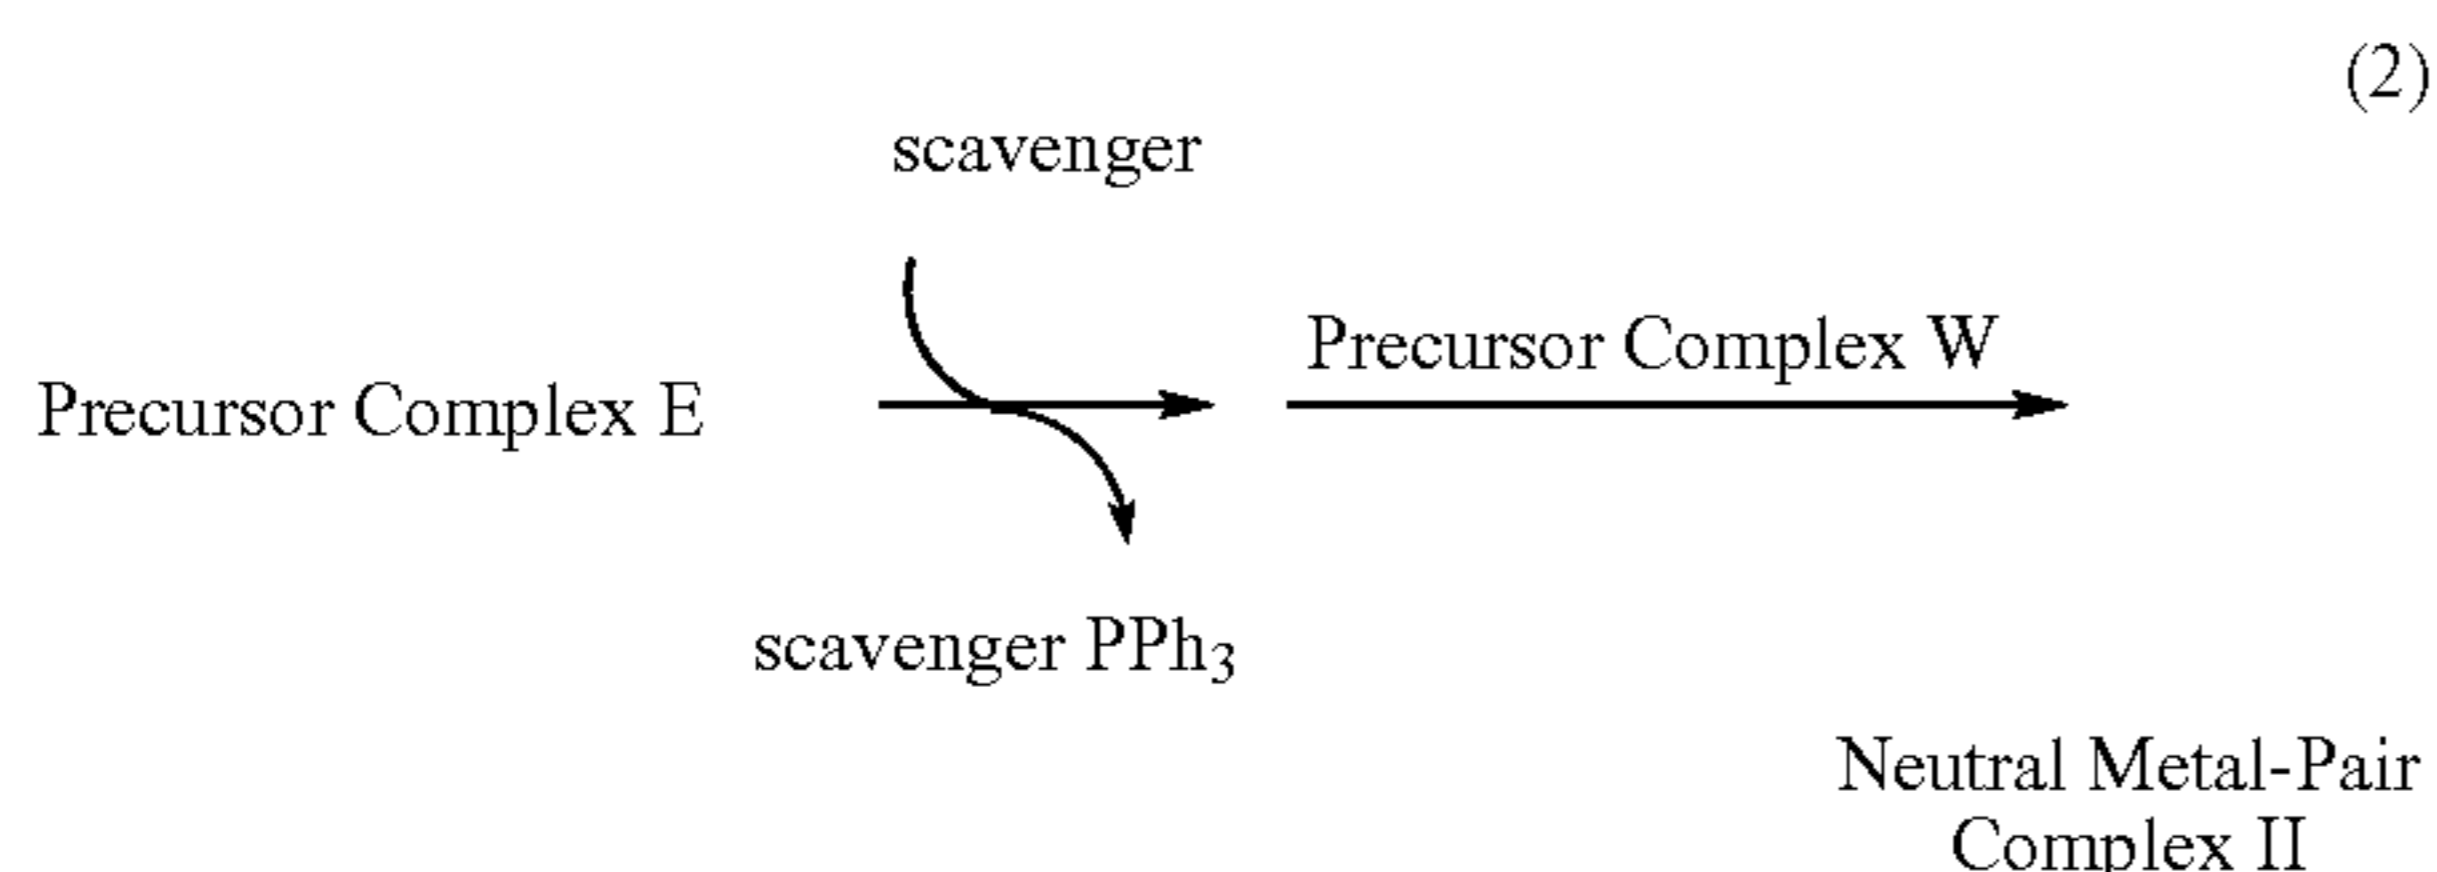 (2)
scavenger
Precursor Complex W
Precursor Complex E
scavenger PPh3
Neutral Metal-Pair
Complex II